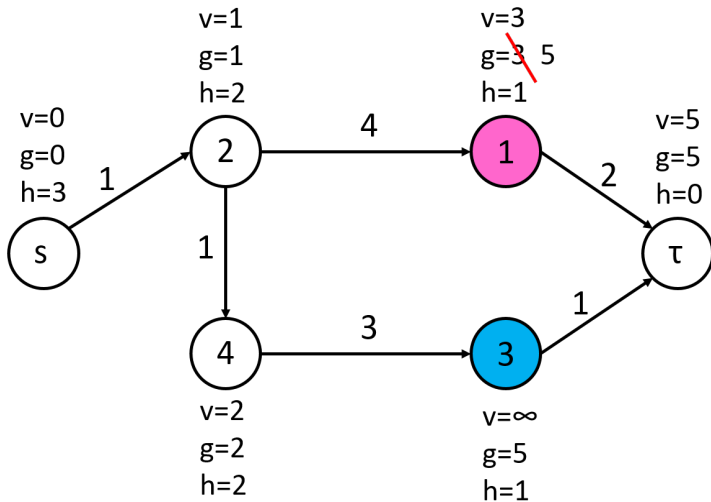 v=1
g=1
h=2
v=3
g=3 5
h=1
v=0
g=0
h=3
v=5
g=5
h=0
1
2
4
1
2
s
τ
1
1
4
3
3
v=2
g=2
h=2
v=∞
g=5
h=1